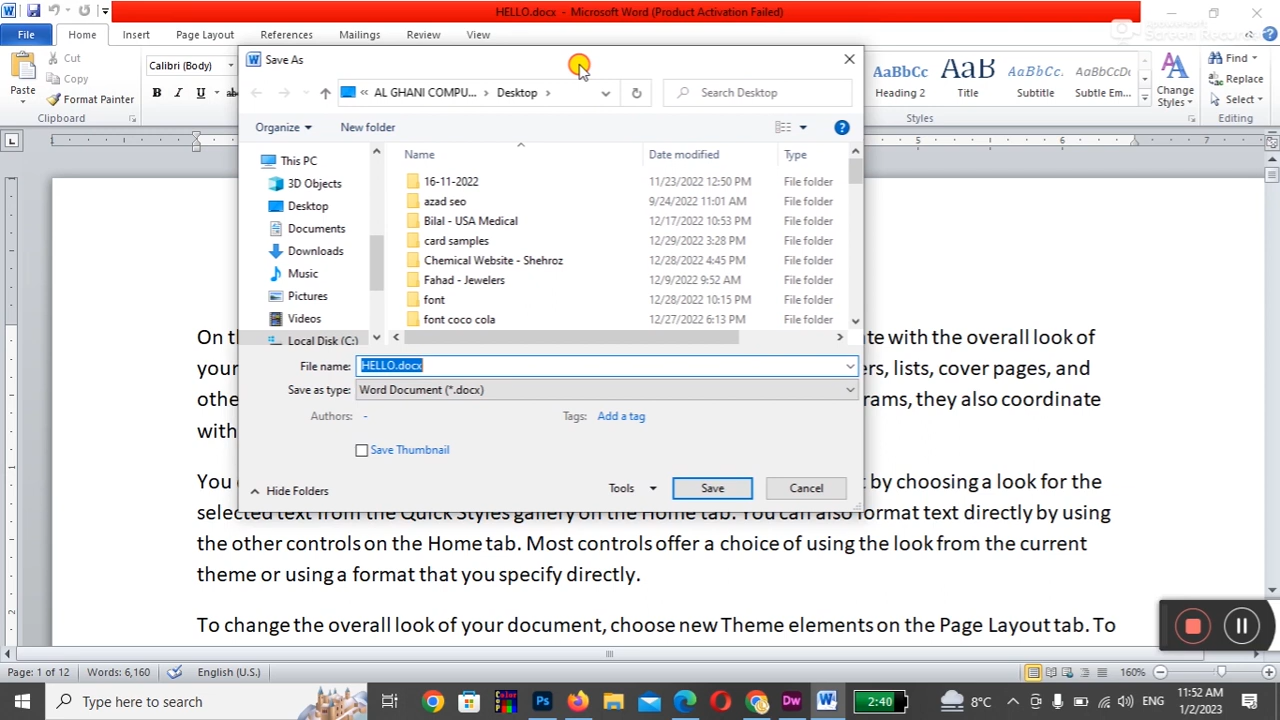 HELLO.docx - Microsoft Word (Product Activation Failed)
File Home Insert Page Layout References Mailings Review View
Paste
Cut
Copy
Format Painter
Clipboard
Calibri (Body)
B I U
AaBbCc Heading 2
AaB Title
AaBbCc Subtitle
AaBbCcDc Subtle Em...
Change Styles
Styles
Find
Replace
Select
Editing
Save As
AL GHANI COMPU... Desktop
Search Desktop
Organize New folder
Name Date modified Type
This PC
3D Objects
Desktop
Documents
Downloads
Music
Pictures
Videos
Local Disk (C:)
16-11-2022 11/23/2022 12:50 PM File folder
azad seo 9/24/2022 11:01 AM File folder
Bilal - USA Medical 12/17/2022 10:53 PM File folder
card samples 12/29/2022 3:28 PM File folder
Chemical Website - Shehroz 12/28/2022 4:45 PM File folder
Fahad - Jewelers 12/9/2022 9:52 AM File folder
font 12/28/2022 10:15 PM File folder
font coco cola 12/27/2022 6:13 PM File folder
File name: HELLO.docx
Save as type: Word Document (*.docx)
Authors: - Tags: Add a tag
Save Thumbnail
Hide Folders Tools Save Cancel
5 6 7
On th te with the overall look of
your ers, lists, cover pages, and
othe rams, they also coordinate
with
You by choosing a look for the
selected text from the Quick Styles gallery on the Home tab. You can also format text directly by using
the other controls on the Home tab. Most controls offer a choice of using the look from the current
theme or using a format that you specify directly.
To change the overall look of your document, choose new Theme elements on the Page Layout tab. To
Page: 1 of 12 Words: 6,160 English (U.S.) 160%
Type here to search
2:40
8°C
ENG
11:52 AM
1/2/2023